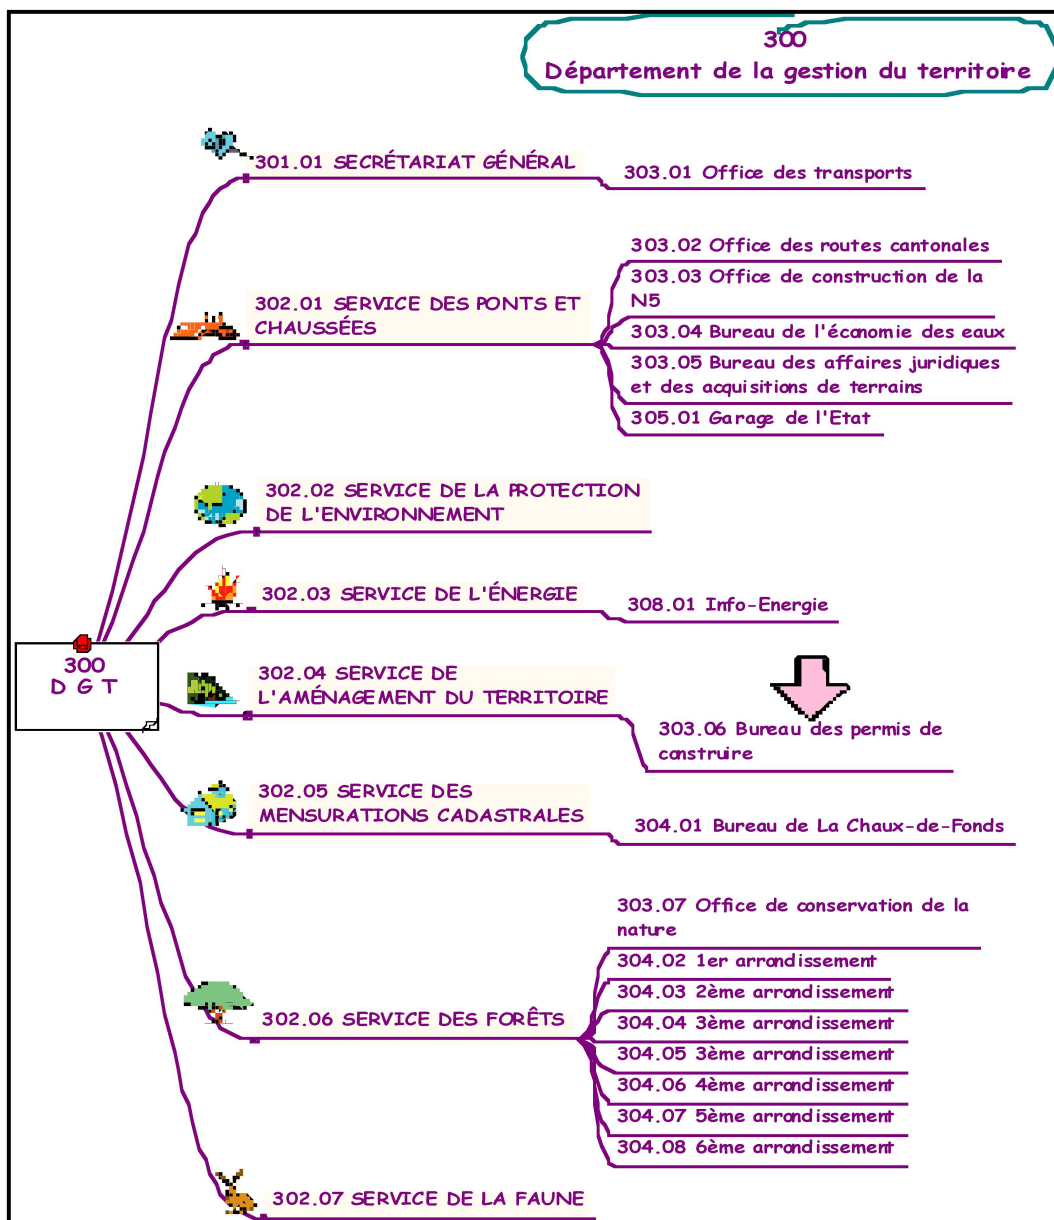 300
Département de la gestion du territoire
301.01 SECRÉTARIAT GÉNÉRAL
303.01 Office des transports
302.01 SERVICE DES PONTS ET
CHAUSSÉES
303.02 Office des routes cantonales
303.03 Office de construction de la
N5
303.04 Bureau de l'économie des eaux
303.05 Bureau des affaires juridiques
et des acquisitions de terrains
305.01 Garage de l'Etat
302.02 SERVICE DE LA PROTECTION
DE L'ENVIRONNEMENT
302.03 SERVICE DE L'ÉNERGIE
308.01 Info-Energie
300
D G T
302.04 SERVICE DE
L'AMÉNAGEMENT DU TERRITOIRE
303.06 Bureau des permis de
construire
302.05 SERVICE DES
MENSURATIONS CADASTRALES
304.01 Bureau de La Chaux-de-Fonds
302.06 SERVICE DES FORÊTS
303.07 Office de conservation de la
nature
304.02 1er arrondissement
304.03 2ème arrondissement
304.04 3ème arrondissement
304.05 3ème arrondissement
304.06 4ème arrondissement
304.07 5ème arrondissement
304.08 6ème arrondissement
302.07 SERVICE DE LA FAUNE